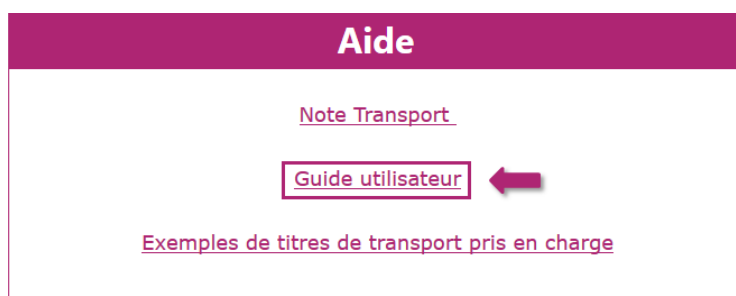 Aide
Note Transport
Guide utilisateur
Exemples de titres de transport pris en charge